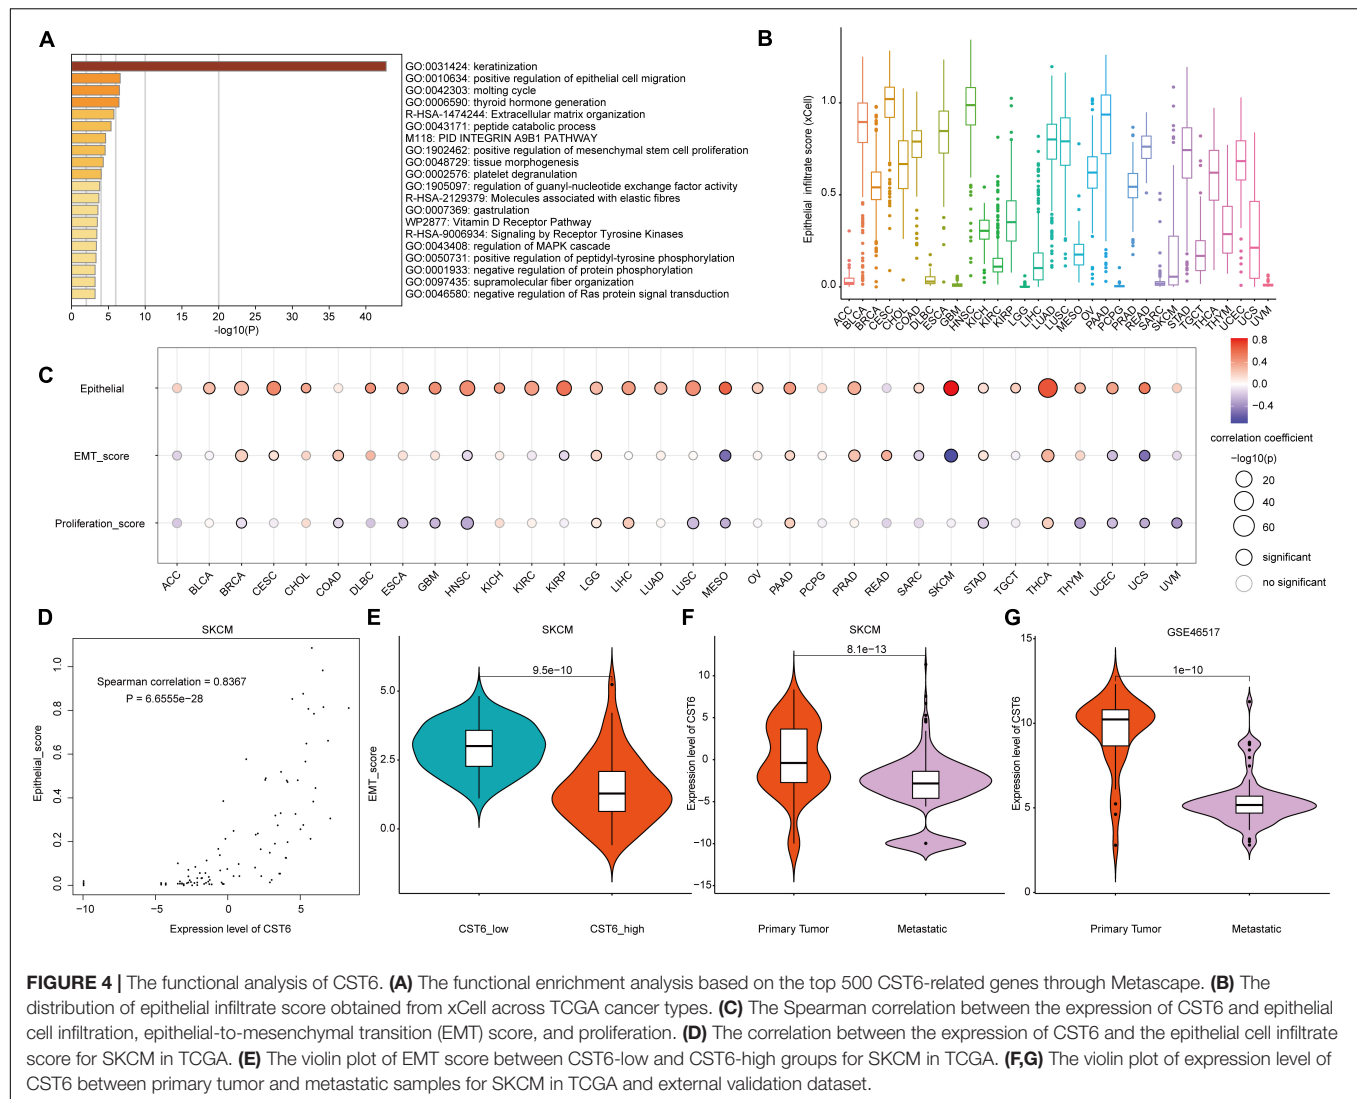 A
GO:0031424: keratinization
GO:0010634: positive regulation of epithelial cell migration
GO:0042303: molting cycle
GO:0006590: thyroid hormone generation
R-HSA-1474244: Extracellular matrix organization
GO:0043171: peptide catabolic process
M118: PID INTEGRIN A9B1 PATHWAY
GO:1902462: positive regulation of mesenchymal stem cell proliferation
GO:0048729: tissue morphogenesis
GO:0002576: platelet degranulation
GO:1905097: regulation of guanyl-nucleotide exchange factor activity
R-HSA-2129379: Molecules associated with elastic fibres
GO:0007369: gastrulation
WP2877: Vitamin D Receptor Pathway
R-HSA-9006934: Signaling by Receptor Tyrosine Kinases
GO:0043408: regulation of MAPK cascade
GO:0050731: positive regulation of peptidyl-tyrosine phosphorylation
GO:0001933: negative regulation of protein phosphorylation
GO:0097435: supramolecular fiber organization
GO:0046580: negative regulation of Ras protein signal transduction
0 5 10 15 20 25 30 35 40
-log10(P)
B
Epithelial infiltrate score (xCell)
1.0
0.5
0.0
ACC BLCA BRCA CESC CHOL COAD DLBC ESCA GBM HNSC KICH KIRC KIRP LGG LIHC LUAD LUSC MESO OV PAAD PCPG PRAD READ SARC SKCM STAD TGCT THCA THYM UCEC UCS UVM
C
Epithelial
EMT_score
Proliferation_score
ACC BLCA BRCA CESC CHOL COAD DLBC ESCA GBM HNSC KICH KIRC KIRP LGG LIHC LUAD LUSC MESO OV PAAD PCPG PRAD READ SARC SKCM STAD TGCT THCA THYM UCEC UCS UVM
0.8
0.4
0.0
−0.4
correlation coefficient
−log10(p)
20
40
60
significant
no significant
D
SKCM
Spearman correlation = 0.8367
P = 6.6555e−28
Epithelial_score
1.0
0.8
0.6
0.4
0.2
0.0
−10 −5 0 5
Expression level of CST6
E
SKCM
9.5e−10
EMT_score
5.0
2.5
0.0
CST6_low CST6_high
F
SKCM
8.1e−13
Expression level of CST6
10
5
0
−5
−10
−15
Primary Tumor Metastatic
G
GSE46517
1e−10
Expression level of CST6
15
10
5
0
Primary Tumor Metastatic
FIGURE 4 | The functional analysis of CST6. (A) The functional enrichment analysis based on the top 500 CST6-related genes through Metascape. (B) The
distribution of epithelial infiltrate score obtained from xCell across TCGA cancer types. (C) The Spearman correlation between the expression of CST6 and epithelial
cell infiltration, epithelial-to-mesenchymal transition (EMT) score, and proliferation. (D) The correlation between the expression of CST6 and the epithelial cell infiltrate
score for SKCM in TCGA. (E) The violin plot of EMT score between CST6-low and CST6-high groups for SKCM in TCGA. (F,G) The violin plot of expression level of
CST6 between primary tumor and metastatic samples for SKCM in TCGA and external validation dataset.